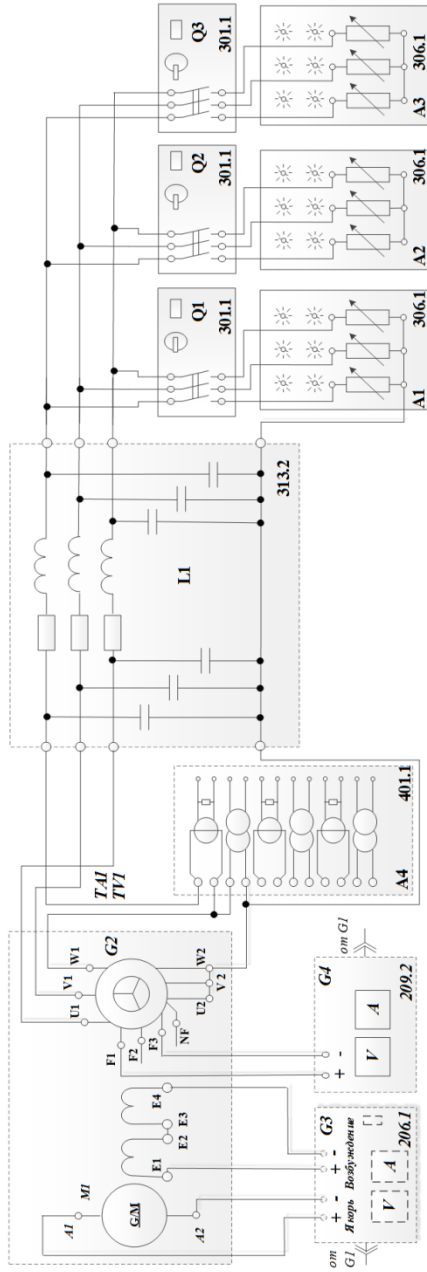 Q3
301.1
Q2
301.1
Q1
301.1
306.1
A3
306.1
A2
306.1
A1
L1
313.2
TA1
TV1
401.1
A4
G2
W1
V1
U1
W2
V2
U2
F1
F2
F3
NF
E4
E3
E2
E1
M1
A1
G/M
A2
от G1
G4
+ -
V
A
209.2
G3
Якорь Возбуждение
+ - + -
V
A
206.1
от
G1